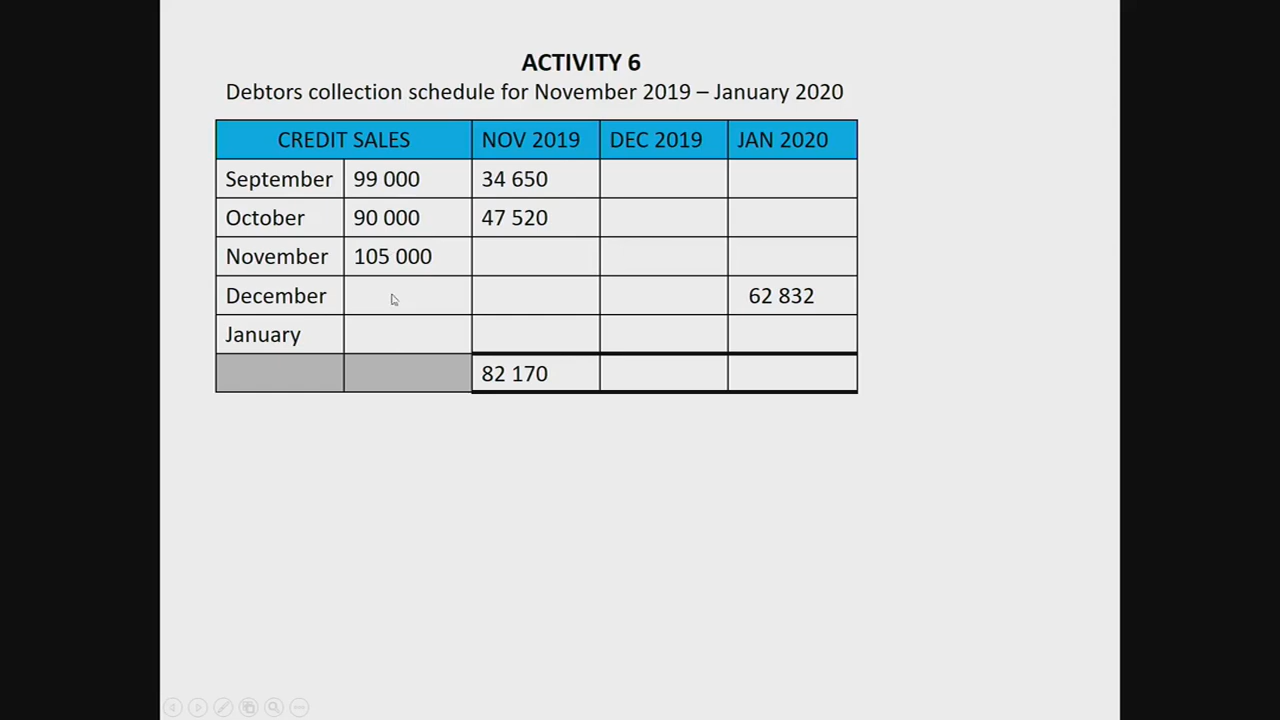 ACTIVITY 6
Debtors collection schedule for November 2019 – January 2020
CREDIT SALES NOV 2019 DEC 2019 JAN 2020
September 99 000 34 650
October 90 000 47 520
November 105 000
December 62 832
January
82 170